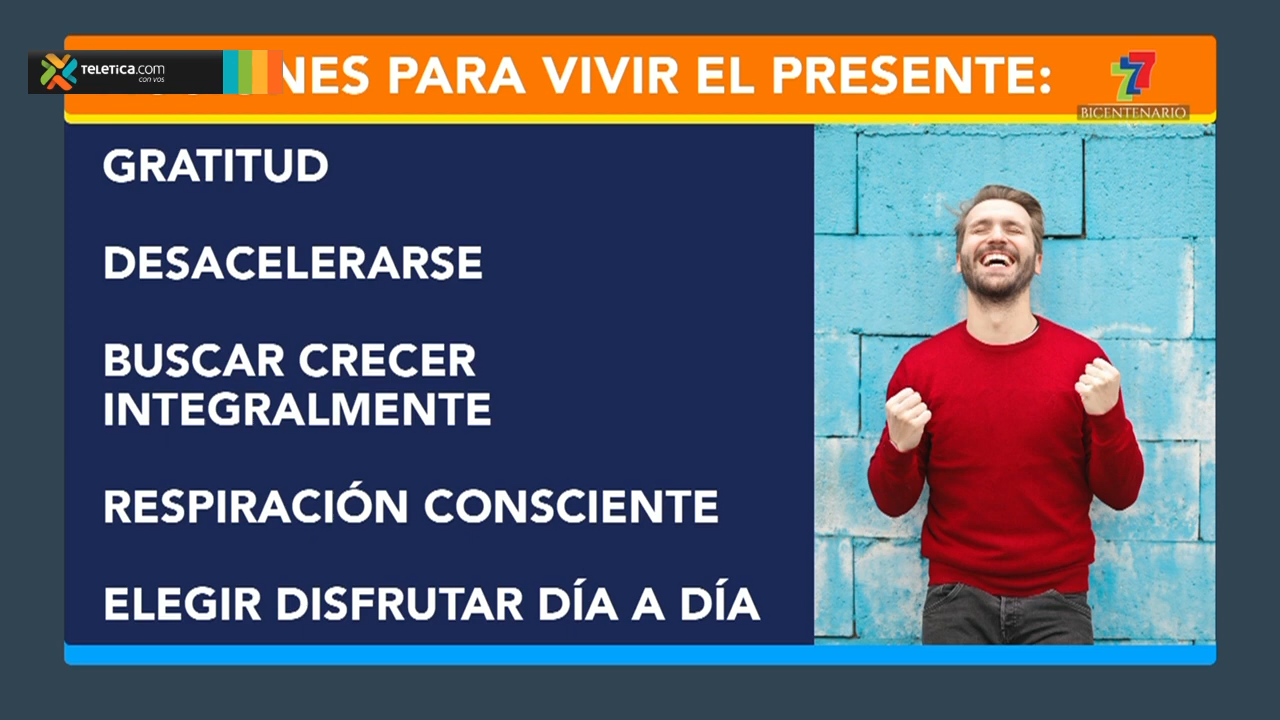 TELETICA.COM
con vos
NES PARA VIVIR EL PRESENTE:
7
BICENTENARIO
GRATITUD
DESACELERARSE
BUSCAR CRECER
INTEGRALMENTE
RESPIRACIÓN CONSCIENTE
ELEGIR DISFRUTAR DÍA A DÍA